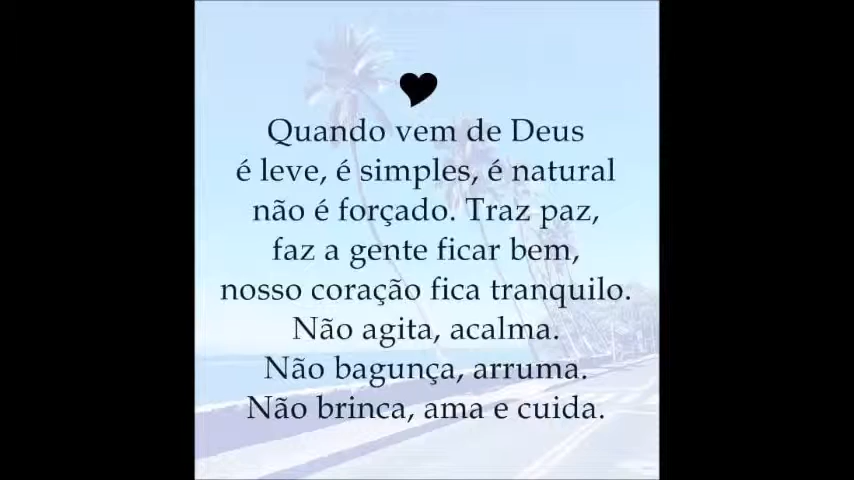 Quando vem de Deus
é leve, é simples, é natural
não é forçado. Traz paz,
faz a gente ficar bem,
nosso coração fica tranquilo.
Não agita, acalma.
Não bagunça, arruma.
Não brinca, ama e cuida.